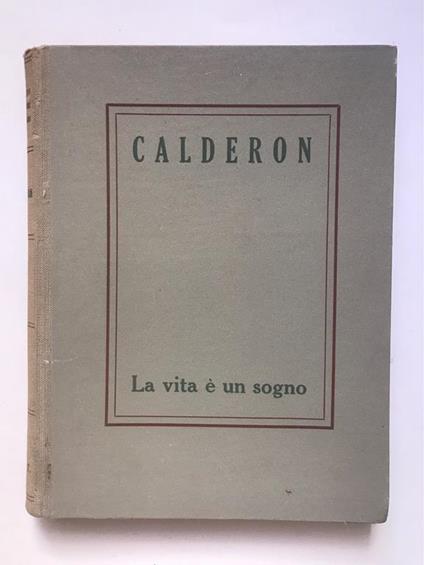 CALDERON
La vita è un sogno